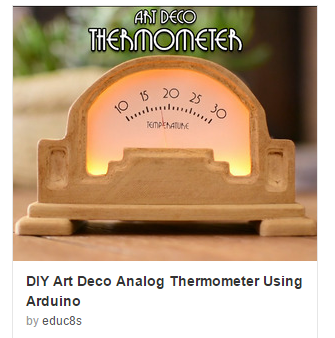 ART DECO
THERMOMETER
10 15 20 25 30
TEMPERATURE
DIY Art Deco Analog Thermometer Using
Arduino
by educ8s